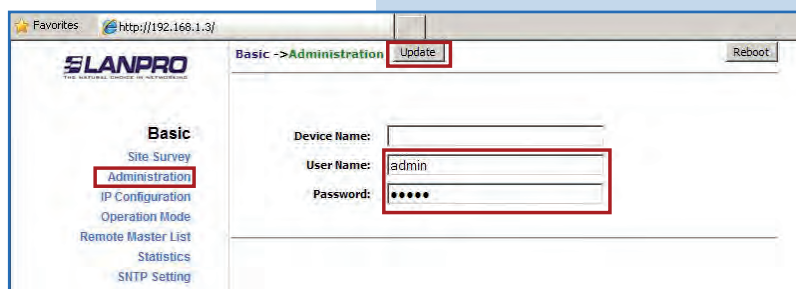 Favorites http://192.168.1.3/
LANPRO
THE NATURAL CHOICE IN NETWORKING
Basic ->Administration Update Reboot
Basic
Site Survey
Administration
IP Configuration
Operation Mode
Remote Master List
Statistics
SNTP Setting
Device Name:
User Name: admin
Password: •••••